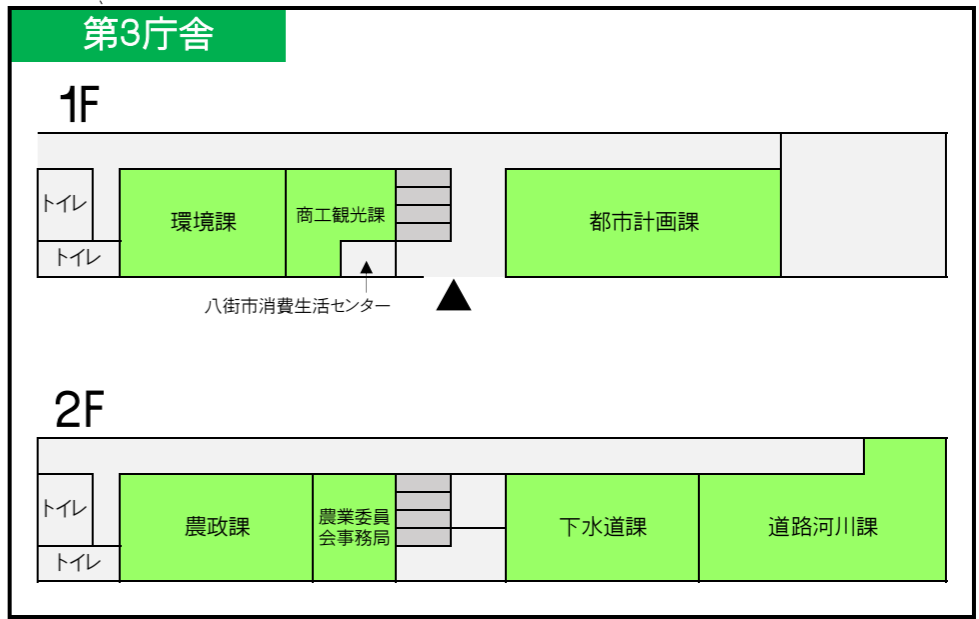 第3庁舎
1F
トイレ
環境課
商工観光課
都市計画課
トイレ
八街市消費生活センター
2F
トイレ
農政課
農業委員
会事務局
下水道課
道路河川課
トイレ